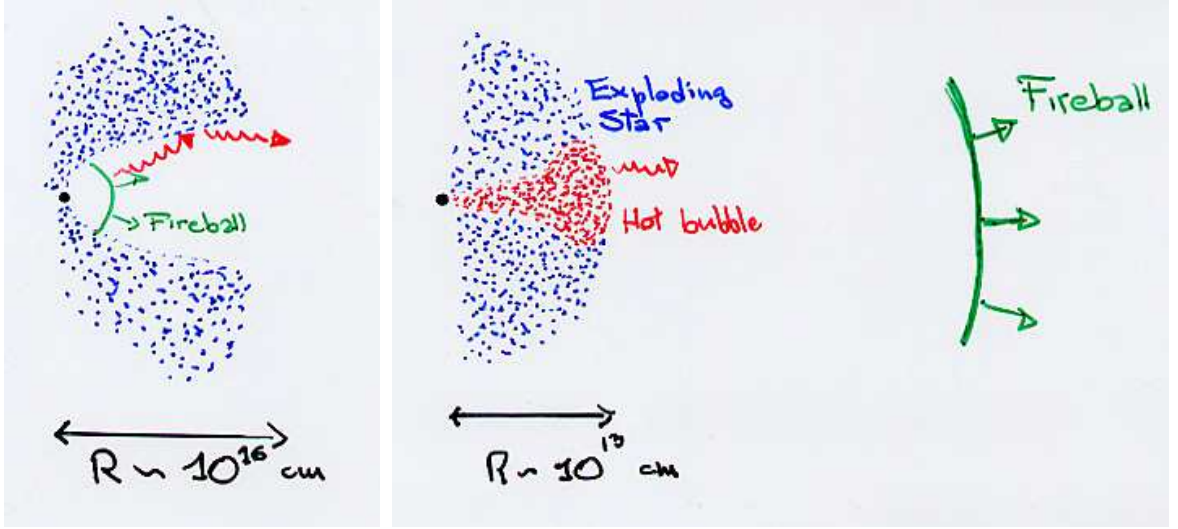 Fireball
R ~ 10^16 cm
Exploding
Star
Hot bubble
R ~ 10^13 cm
Fireball